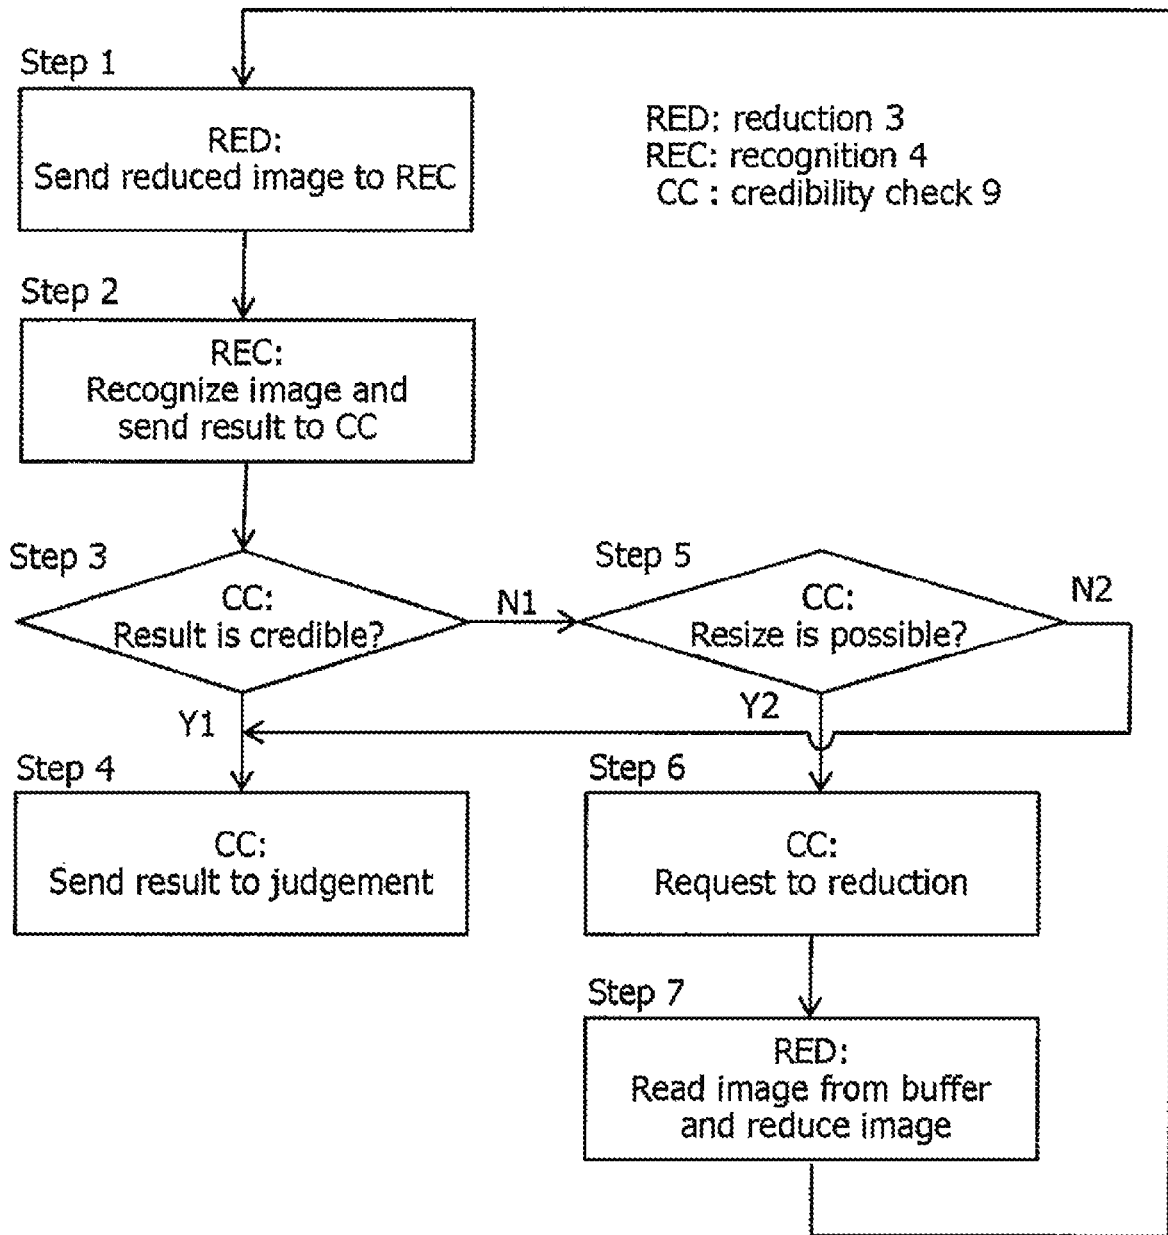 Step 1
RED:
Send reduced image to REC
RED: reduction 3
REC: recognition 4
CC : credibility check 9
Step 2
REC:
Recognize image and
send result to CC
Step 3
CC:
Result is credible?
N1
Step 5
CC:
Resize is possible?
N2
Y1
Y2
Step 4
CC:
Send result to judgement
Step 6
CC:
Request to reduction
Step 7
RED:
Read image from buffer
and reduce image